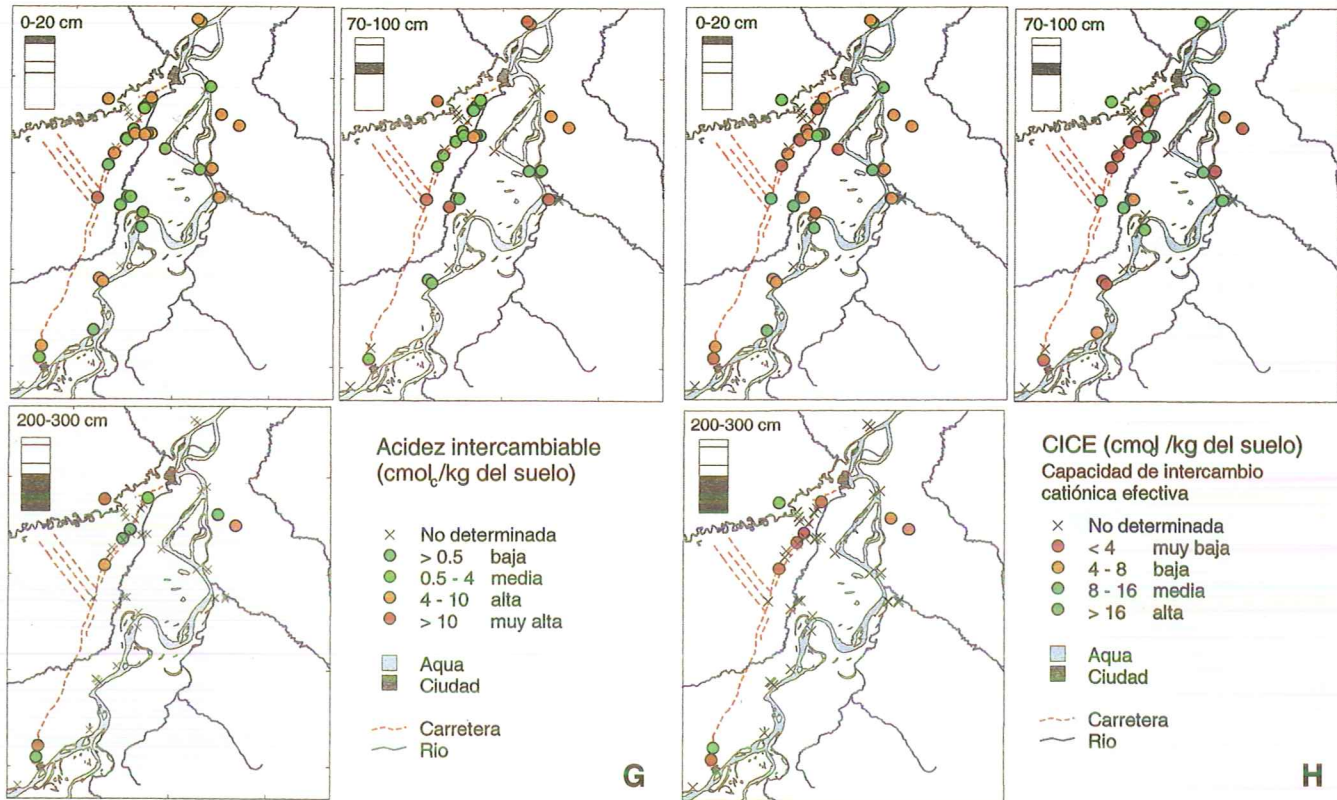 0-20 cm
70-100 cm
200-300 cm
Acidez intercambiable
(cmolc/kg del suelo)
No determinada
> 0.5 baja
0.5 - 4 media
4 - 10 alta
> 10 muy alta
Aqua
Ciudad
Carretera
Rio
G
0-20 cm
70-100 cm
200-300 cm
CICE (cmolc/kg del suelo)
Capacidad de intercambio
catiónica efectiva
No determinada
< 4 muy baja
4 - 8 baja
8 - 16 media
> 16 alta
Aqua
Ciudad
Carretera
Rio
H